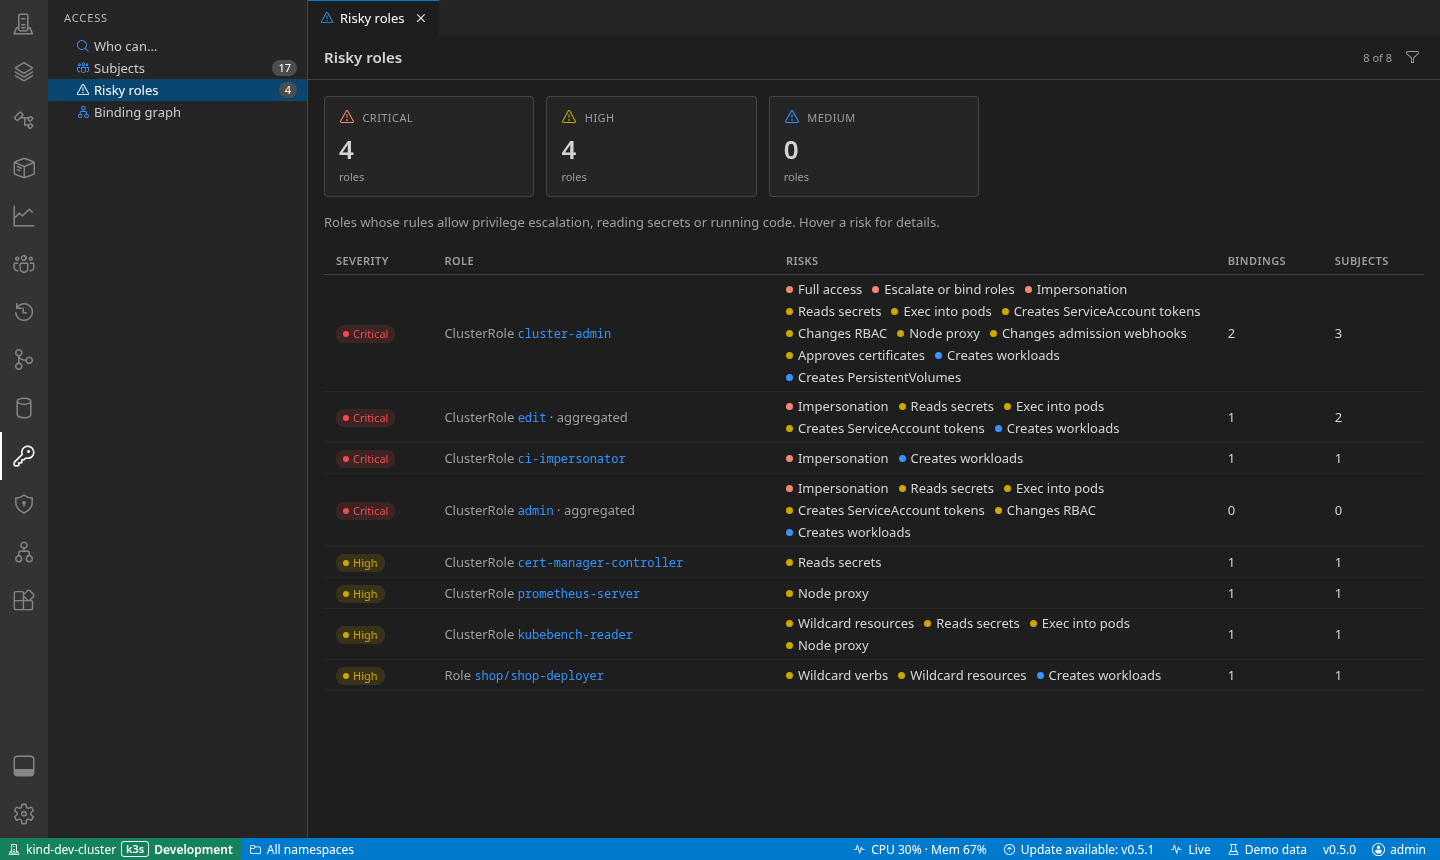 ACCESS
Who can...
Subjects 17
Risky roles 4
Binding graph
Risky roles
Risky roles 8 of 8
CRITICAL
4
roles
HIGH
4
roles
MEDIUM
0
roles
Roles whose rules allow privilege escalation, reading secrets or running code. Hover a risk for details.
SEVERITY ROLE RISKS BINDINGS SUBJECTS
Critical ClusterRole cluster-admin Full access Escalate or bind roles Impersonation 2 3
Reads secrets Exec into pods Creates ServiceAccount tokens
Changes RBAC Node proxy Changes admission webhooks
Approves certificates Creates workloads
Creates PersistentVolumes
Critical ClusterRole edit · aggregated Impersonation Reads secrets Exec into pods 1 2
Creates ServiceAccount tokens Creates workloads
Critical ClusterRole ci-impersonator Impersonation Creates workloads 1 1
Critical ClusterRole admin · aggregated Impersonation Reads secrets Exec into pods 0 0
Creates ServiceAccount tokens Changes RBAC
Creates workloads
High ClusterRole cert-manager-controller Reads secrets 1 1
High ClusterRole prometheus-server Node proxy 1 1
High ClusterRole kubebench-reader Wildcard resources Reads secrets Exec into pods 1 1
Node proxy
High Role shop/shop-deployer Wildcard verbs Wildcard resources Creates workloads 1 1
kind-dev-cluster k3s Development All namespaces CPU 30% · Mem 67% Update available: v0.5.1 Live Demo data v0.5.0 admin